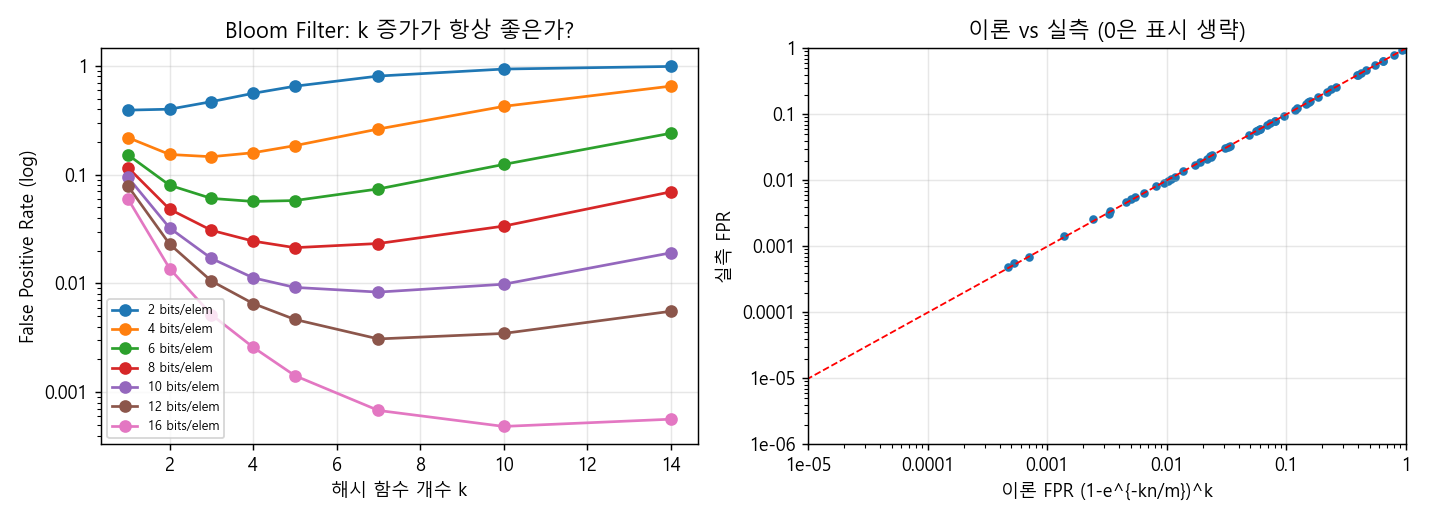 Bloom Filter: k 증가가 항상 좋은가?
False Positive Rate (log)
1
0.1
0.01
0.001
2 bits/elem
4 bits/elem
6 bits/elem
8 bits/elem
10 bits/elem
12 bits/elem
16 bits/elem
2 4 6 8 10 12 14
해시 함수 개수 k
이론 vs 실측 (0은 표시 생략)
실측 FPR
1
0.1
0.01
0.001
0.0001
1e-05
1e-06
1e-05 0.0001 0.001 0.01 0.1 1
이론 FPR (1-e^{-kn/m})^k